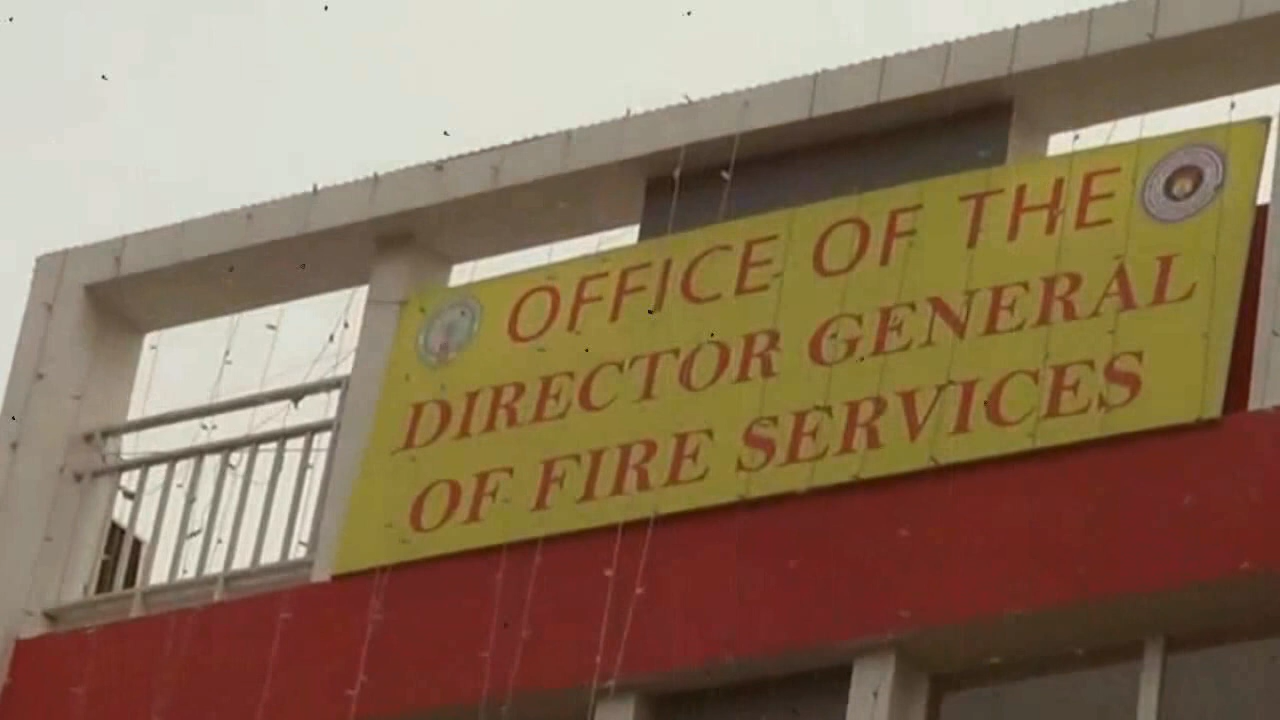 OFFICE OF THE
DIRECTOR GENERAL
OF FIRE SERVICES